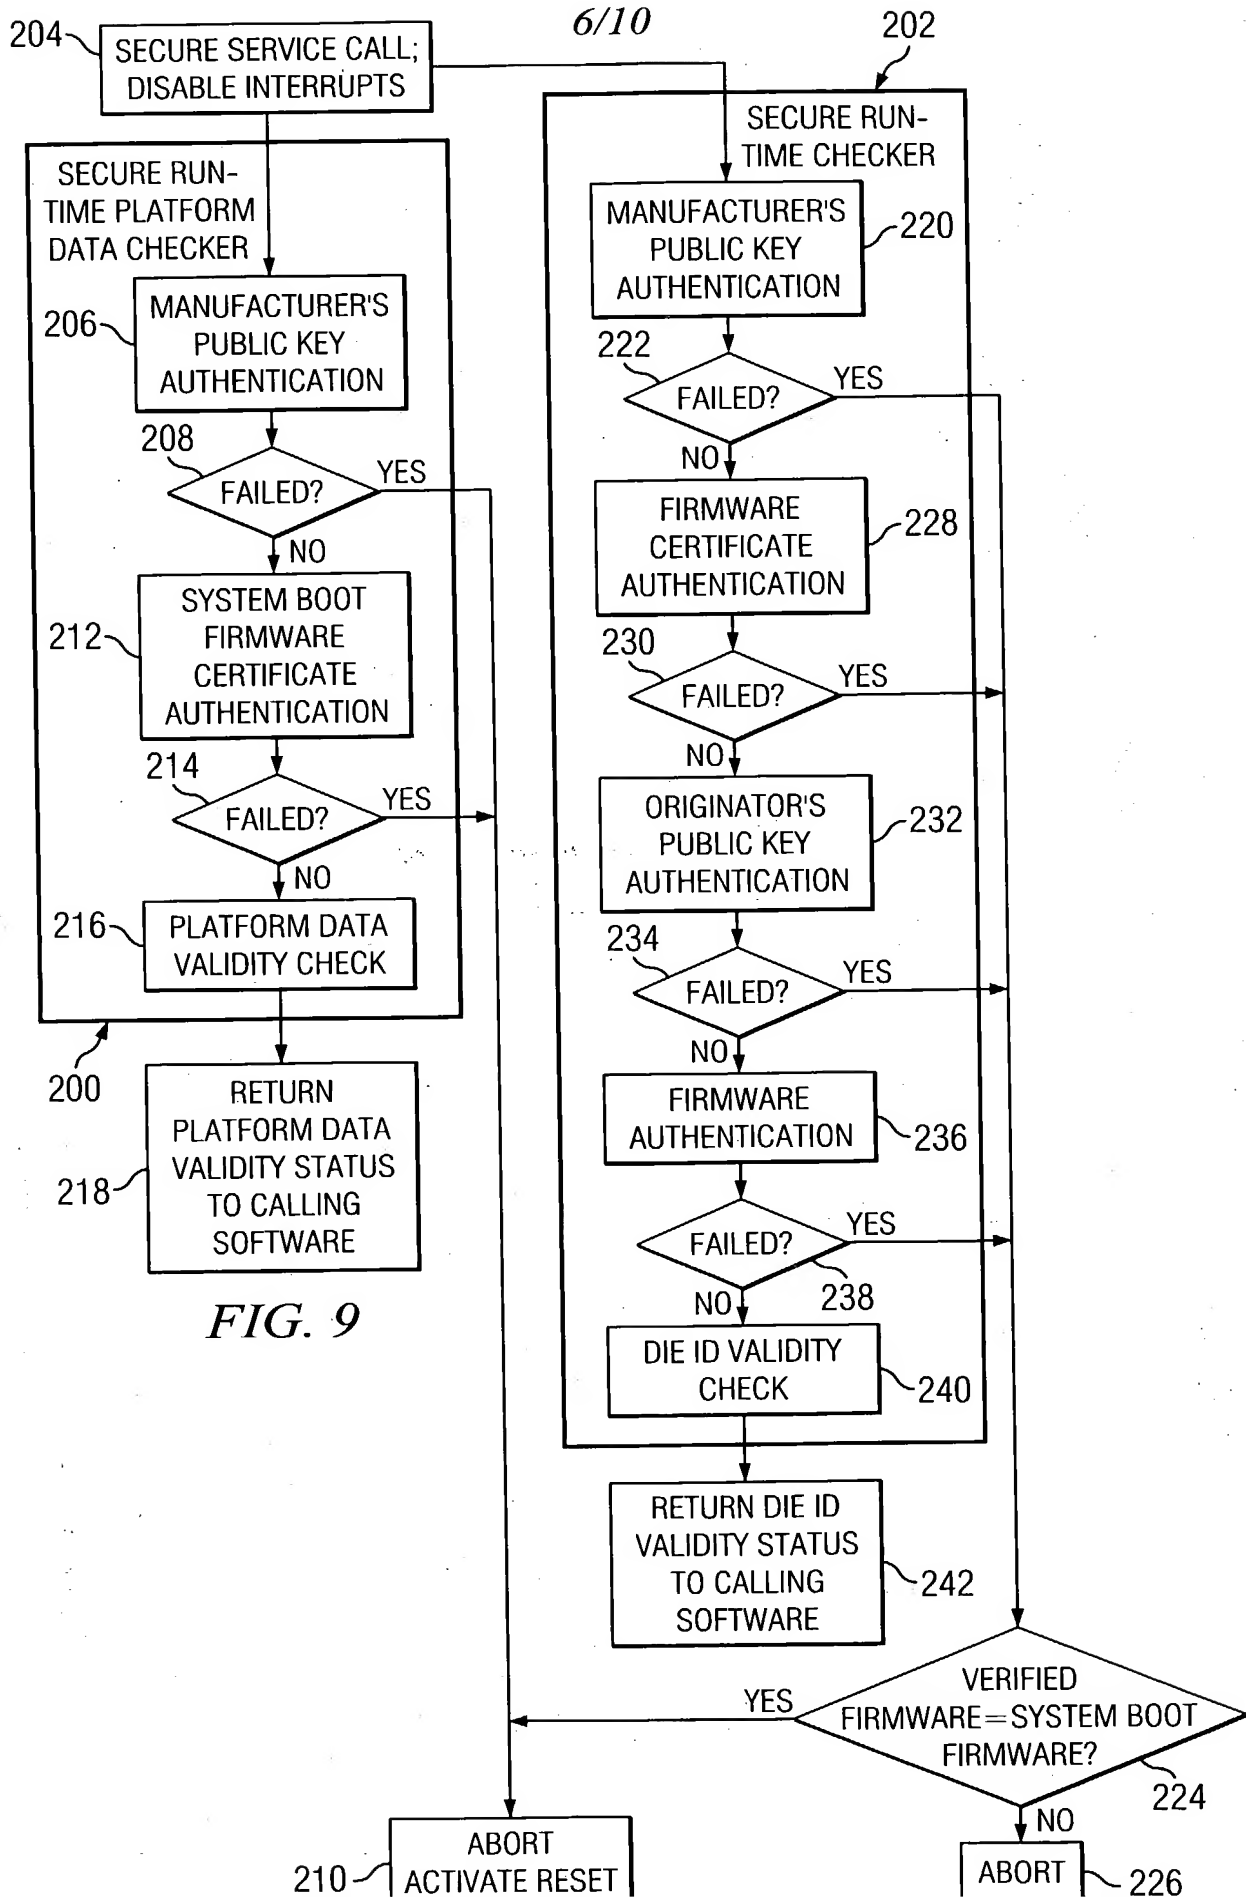 6/10
204
SECURE SERVICE CALL;
DISABLE INTERRUPTS
202
SECURE RUN-
TIME PLATFORM
DATA CHECKER
206
MANUFACTURER'S
PUBLIC KEY
AUTHENTICATION
208
FAILED?
YES
NO
212
SYSTEM BOOT
FIRMWARE
CERTIFICATE
AUTHENTICATION
214
FAILED?
YES
NO
216
PLATFORM DATA
VALIDITY CHECK
200
218
RETURN
PLATFORM DATA
VALIDITY STATUS
TO CALLING
SOFTWARE
FIG. 9
SECURE RUN-
TIME CHECKER
MANUFACTURER'S
PUBLIC KEY
AUTHENTICATION
220
222
FAILED?
YES
NO
FIRMWARE
CERTIFICATE
AUTHENTICATION
228
230
FAILED?
YES
NO
ORIGINATOR'S
PUBLIC KEY
AUTHENTICATION
232
234
FAILED?
YES
NO
FIRMWARE
AUTHENTICATION
236
FAILED?
YES
238
NO
DIE ID VALIDITY
CHECK
240
RETURN DIE ID
VALIDITY STATUS
TO CALLING
SOFTWARE
242
VERIFIED
FIRMWARE=SYSTEM BOOT
FIRMWARE?
YES
224
NO
210
ABORT
ACTIVATE RESET
ABORT
226